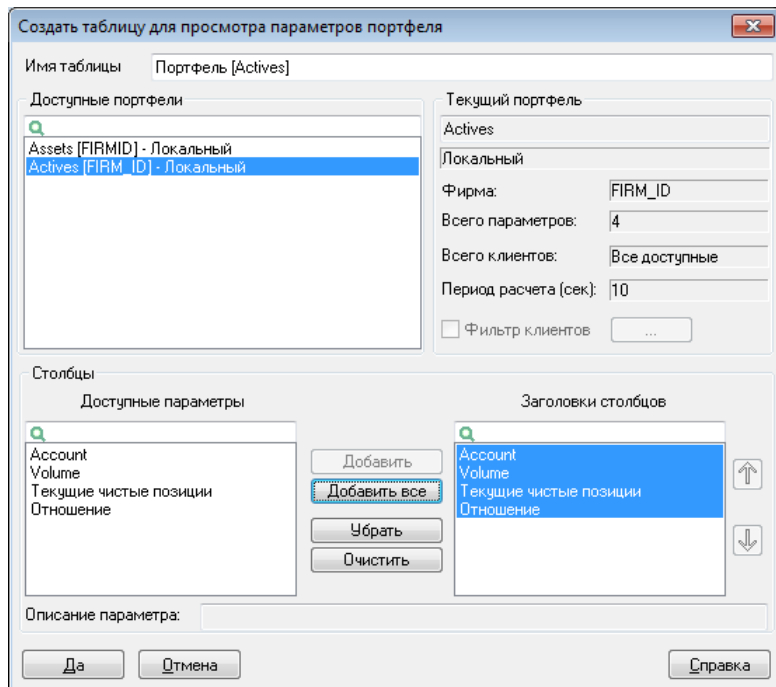 Создать таблицу для просмотра параметров портфеля
Имя таблицы Портфель [Actives]
Доступные портфели
Assets [FIRMID] - Локальный
Actives [FIRM_ID] - Локальный
Текущий портфель
Actives
Локальный
Фирма: FIRM_ID
Всего параметров: 4
Всего клиентов: Все доступные
Период расчета (сек): 10
Фильтр клиентов ...
Столбцы
Доступные параметры
Account
Volume
Текущие чистые позиции
Отношение
Добавить
Добавить все
Убрать
Очистить
Заголовки столбцов
Account
Volume
Текущие чистые позиции
Отношение
Описание параметра:
Да Отмена Справка